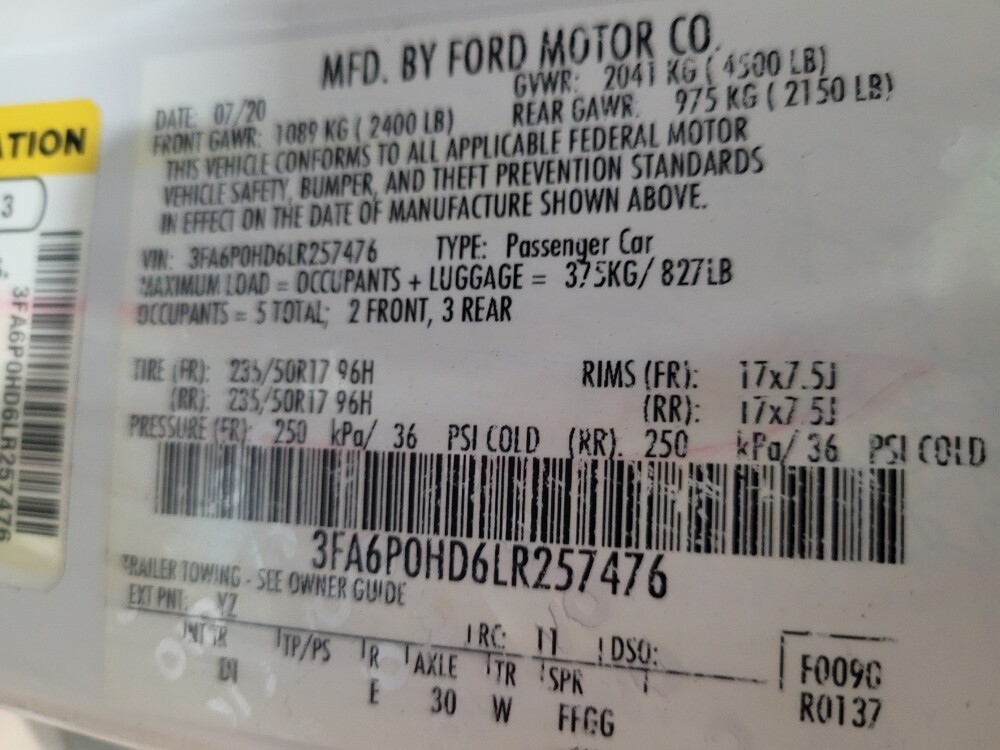 MFD. BY FORD MOTOR CO.
DATE: 07/20 GVWR: 2041 KG ( 4500 LB)
FRONT GAWR: 1089 KG ( 2400 LB) REAR GAWR: 975 KG ( 2150 LB)
THIS VEHICLE CONFORMS TO ALL APPLICABLE FEDERAL MOTOR
VEHICLE SAFETY, BUMPER, AND THEFT PREVENTION STANDARDS
IN EFFECT ON THE DATE OF MANUFACTURE SHOWN ABOVE.
VIN: 3FA6P0HD6LR257476 TYPE: Passenger Car
MAXIMUM LOAD = OCCUPANTS + LUGGAGE = 375KG/ 827LB
OCCUPANTS = 5 TOTAL; 2 FRONT, 3 REAR
TIRE (FR): 235/50R17 96H RIMS (FR): 17x7.5J
(RR): 235/50R17 96H (RR): 17x7.5J
PRESSURE (FR): 250 kPa/ 36 PSI COLD (RR): 250 kPa/ 36 PSI COLD
3FA6P0HD6LR257476
TRAILER TOWING - SEE OWNER GUIDE
EXT PNT: YZ RC: 11 DSO:
INT TR TP/PS R AXLE TR SPR
DI E 30 W FFGG
F0090
R0137
ATION
3
3FA6P0HD6LR257476